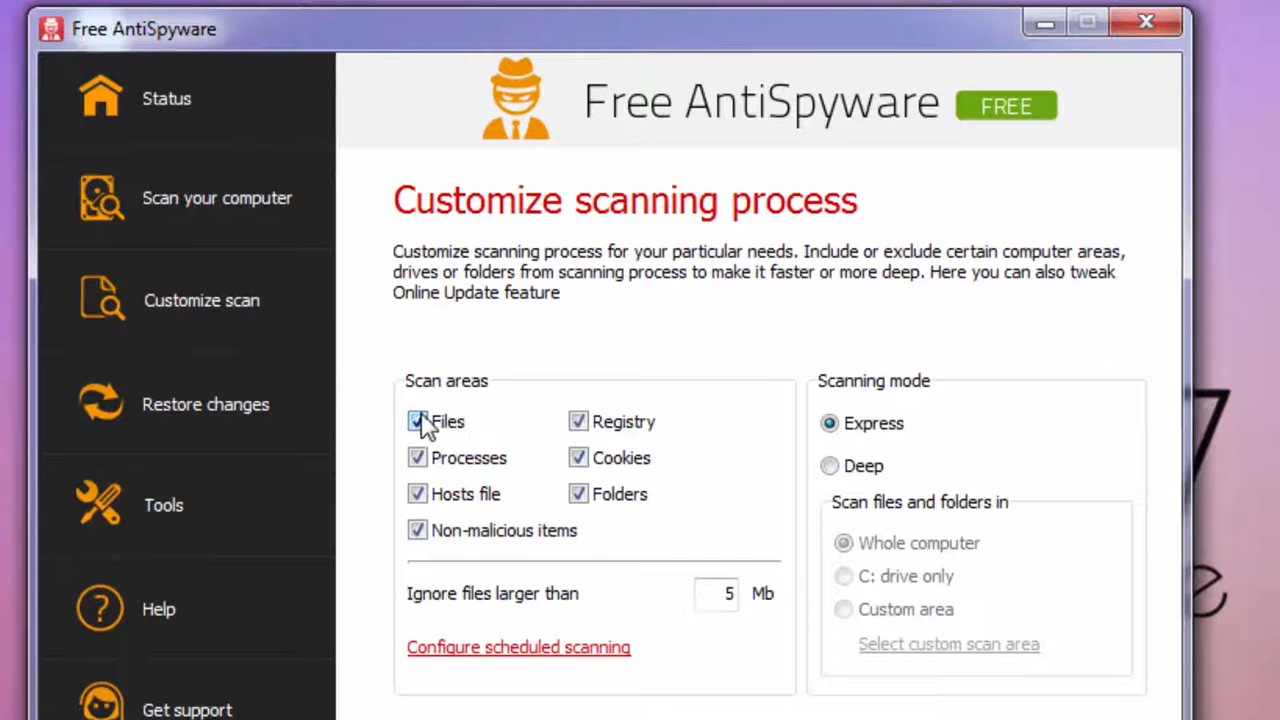 Free AntiSpyware
Status
Scan your computer
Customize scan
Restore changes
Tools
Help
Get support
Free AntiSpyware FREE
Customize scanning process
Customize scanning process for your particular needs. Include or exclude certain computer areas,
drives or folders from scanning process to make it faster or more deep. Here you can also tweak
Online Update feature
Scan areas
Files
Registry
Processes
Cookies
Hosts file
Folders
Non-malicious items
Ignore files larger than 5 Mb
Configure scheduled scanning
Scanning mode
Express
Deep
Scan files and folders in
Whole computer
C: drive only
Custom area
Select custom scan area
7
e